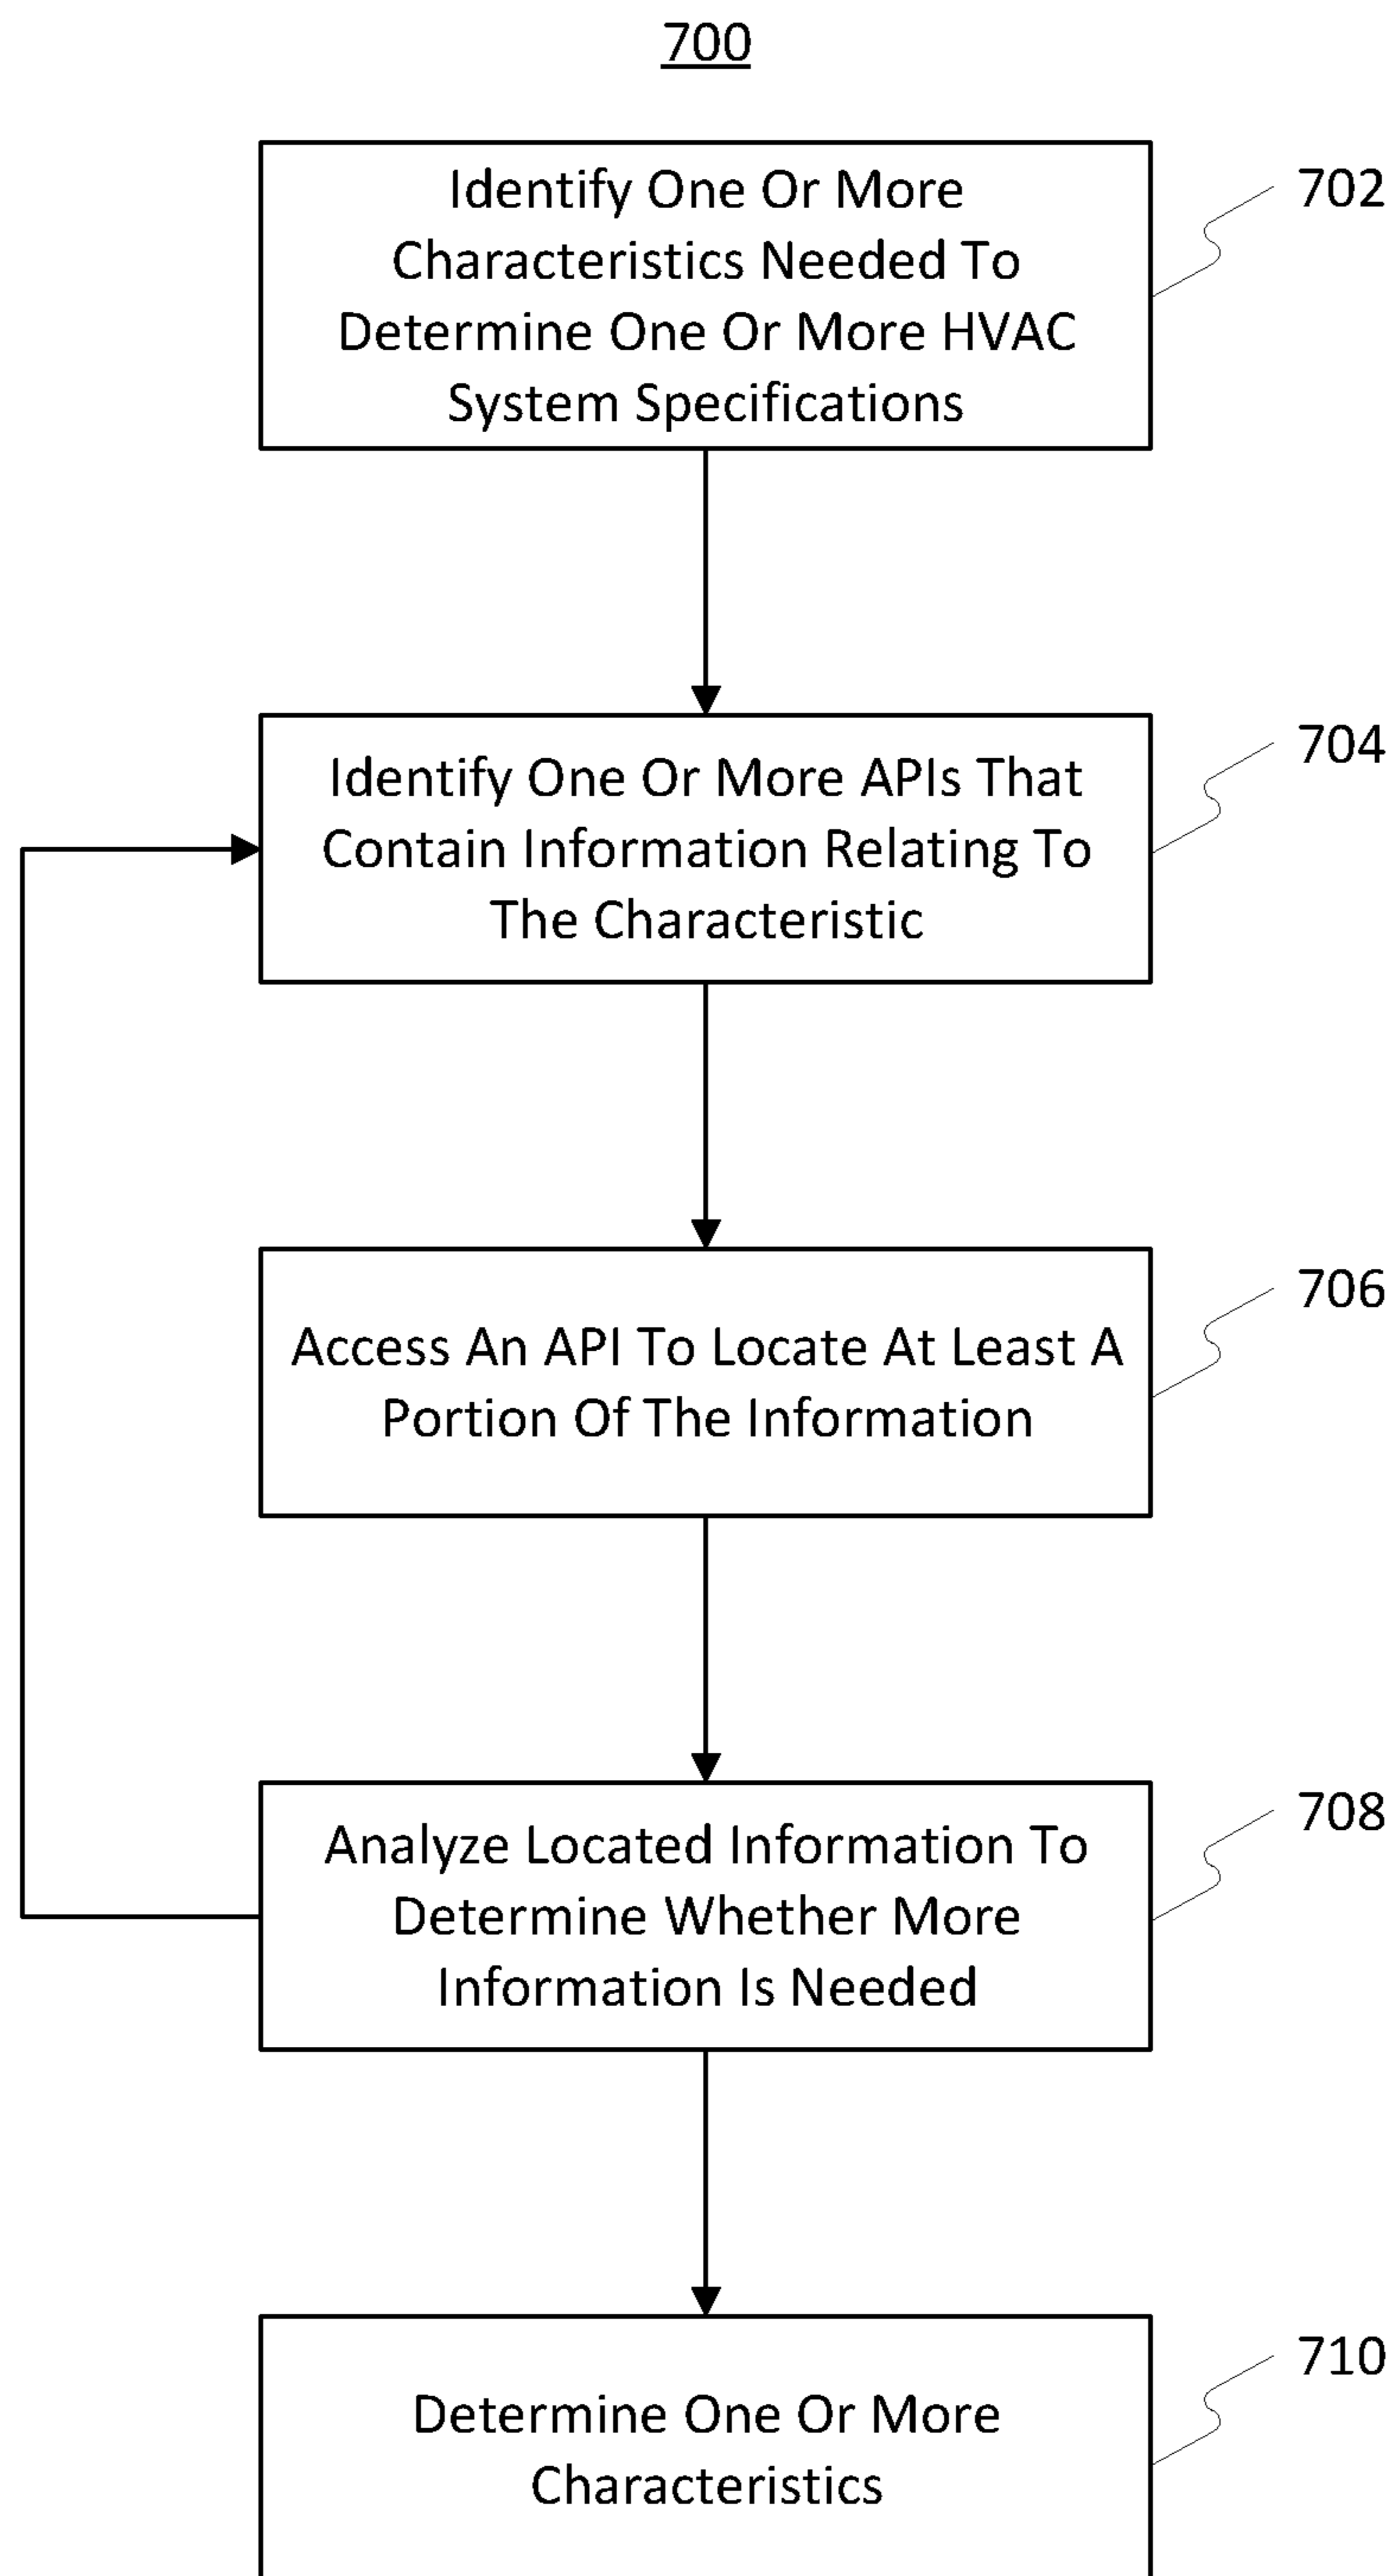 700
Identify One Or More
Characteristics Needed To
Determine One Or More HVAC
System Specifications
702
Identify One Or More APIs That
Contain Information Relating To
The Characteristic
704
Access An API To Locate At Least A
Portion Of The Information
706
Analyze Located Information To
Determine Whether More
Information Is Needed
708
Determine One Or More
Characteristics
710